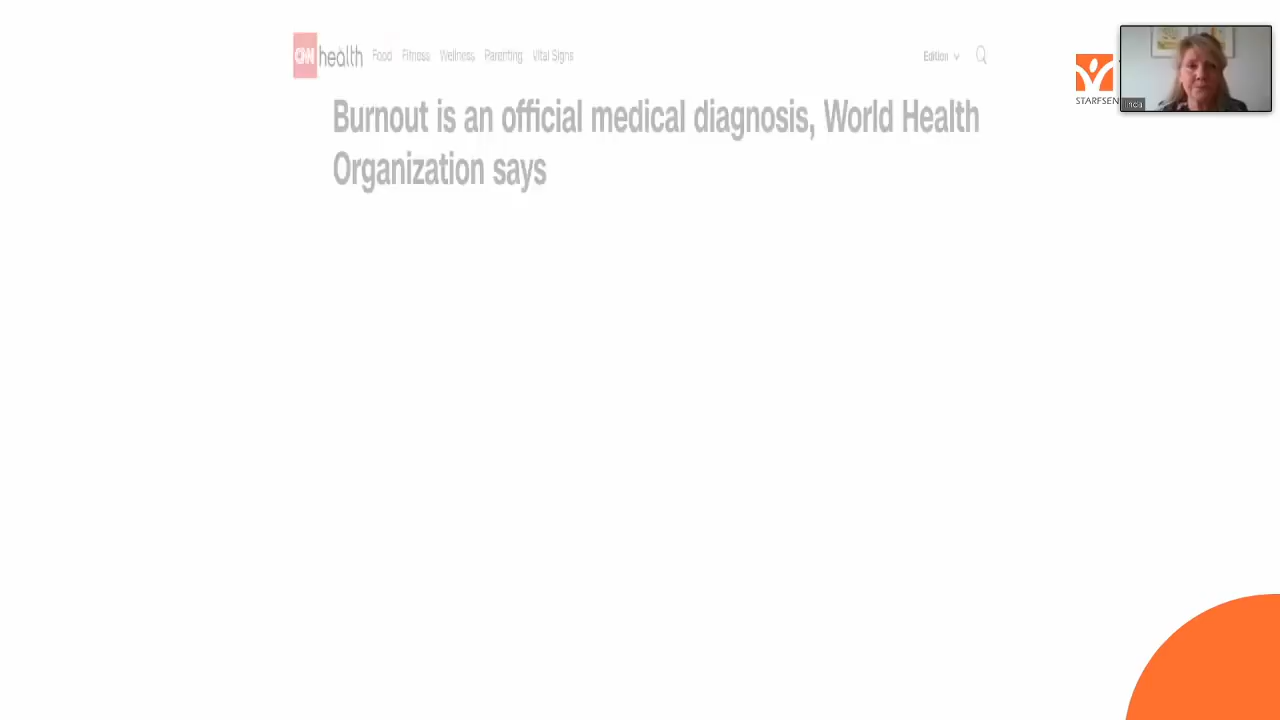 CNN health Food Fitness Wellness Parenting Vital Signs Edition
STARFSEN
Burnout is an official medical diagnosis, World Health
Organization says